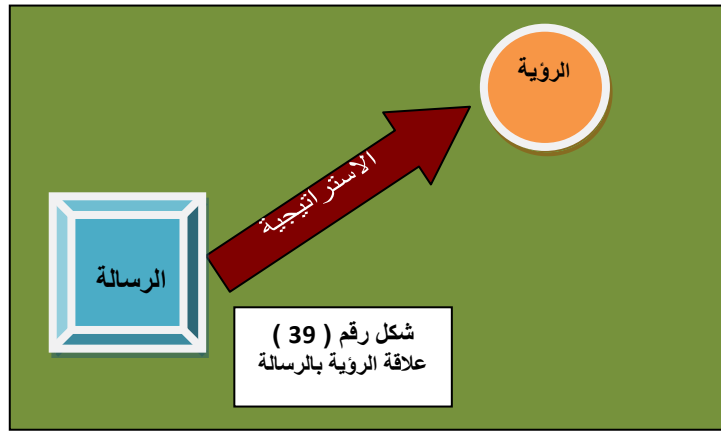 الرؤية
الاستراتيجية
الرسالة
شكل رقم ( 39 )
علاقة الرؤية بالرسالة